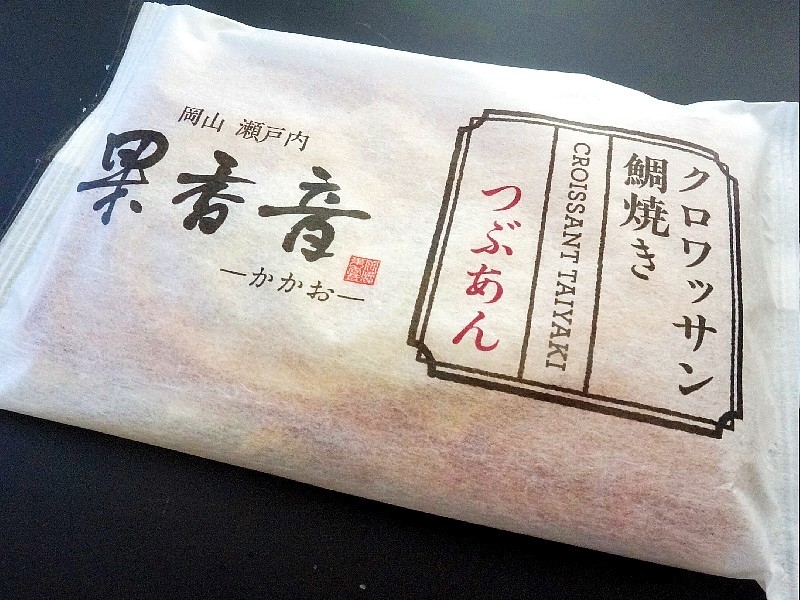 岡山 瀬戸内
果香音
―かかお―
クロワッサン
鯛焼き
CROISSANT TAIYAKI
つぶあん